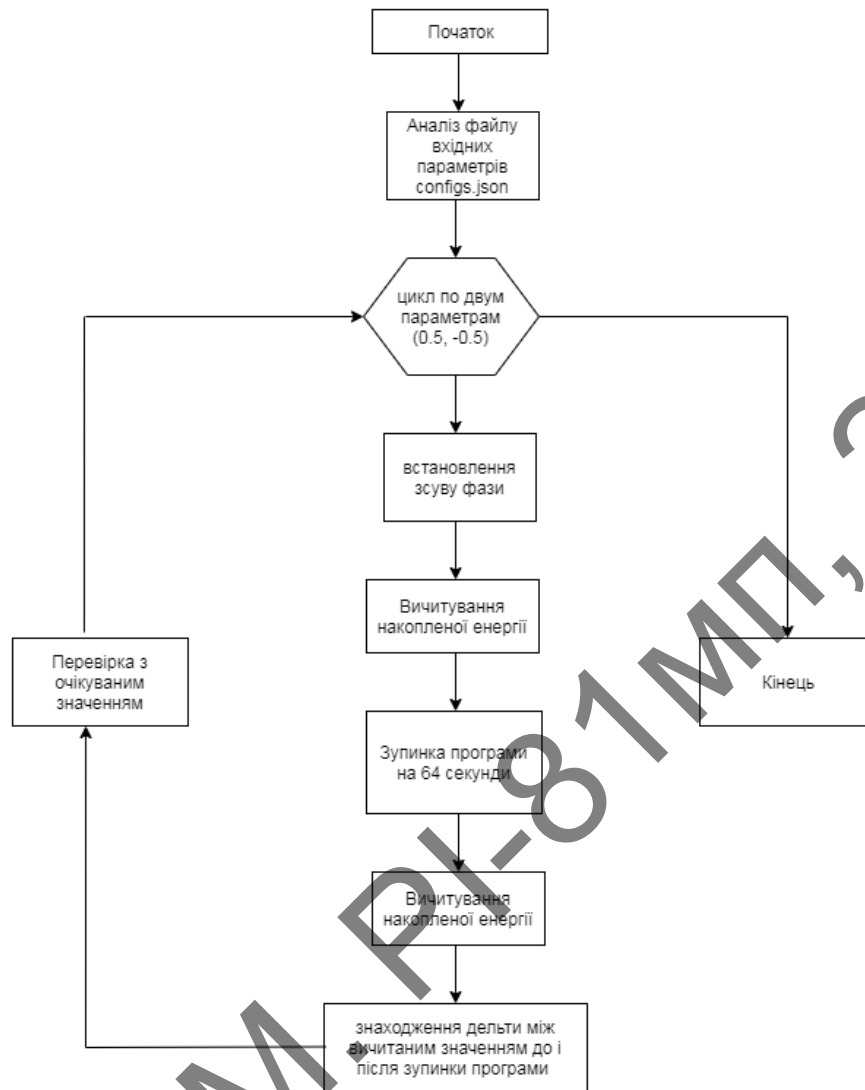 Початок
Аналіз файлу
вхідних
параметрів
configs.json
цикл по двум
параметрам
(0.5, -0.5)
встановлення
зсуву фази
Вичитування
накопленої енергії
Перевірка з
очікуваним
значенням
Кінець
Зупинка програми
на 64 секунди
Вичитування
накопленої енергії
знаходження дельти між
вичитаним значенням до і
після зупинки програми
М. РІ-81мп,